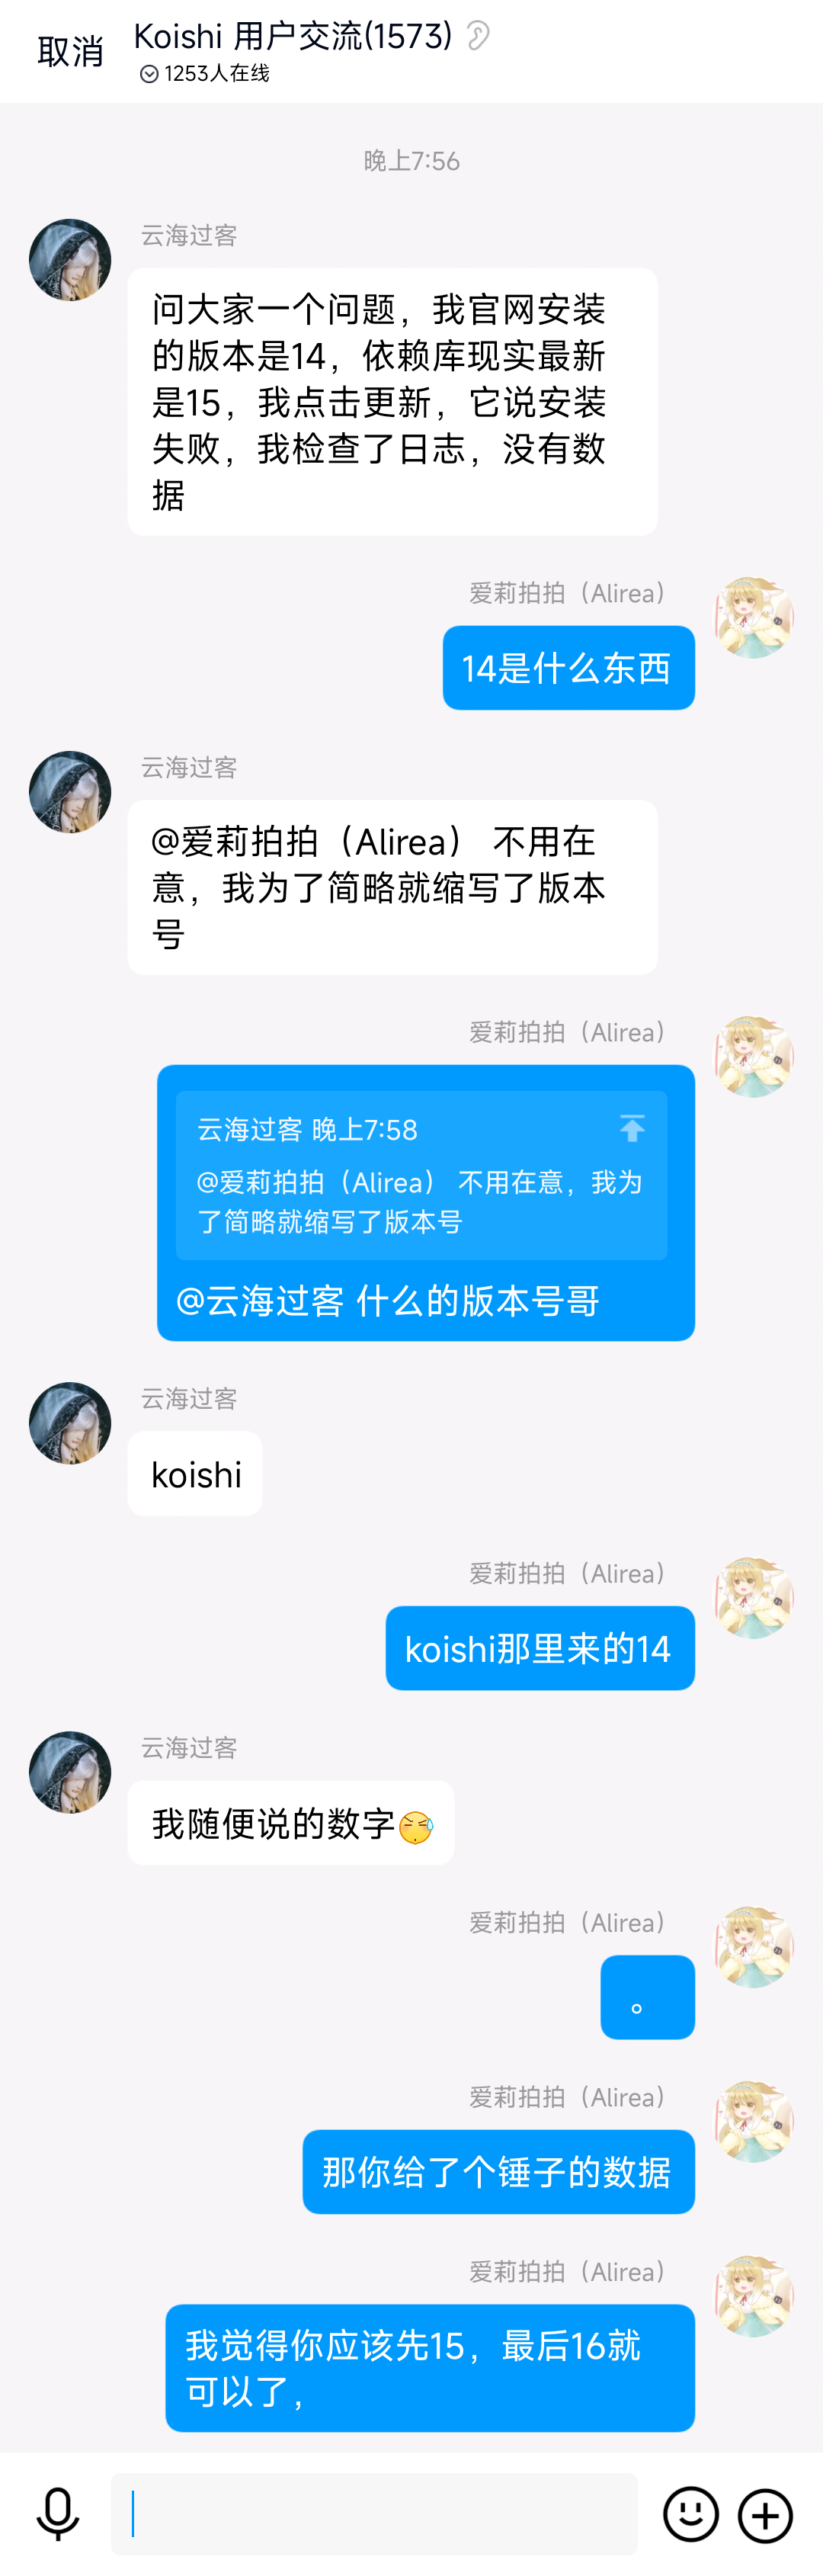 取消
Koishi 用户交流(1573)
1253人在线
晚上7:56
云海过客
问大家一个问题，我官网安装
的版本是14，依赖库现实最新
是15，我点击更新，它说安装
失败，我检查了日志，没有数
据
爱莉拍拍（Alirea）
14是什么东西
云海过客
@爱莉拍拍（Alirea） 不用在
意，我为了简略就缩写了版本
号
爱莉拍拍（Alirea）
云海过客 晚上7:58
@爱莉拍拍（Alirea） 不用在意，我为
了简略就缩写了版本号
@云海过客 什么的版本号哥
云海过客
koishi
爱莉拍拍（Alirea）
koishi那里来的14
云海过客
我随便说的数字
爱莉拍拍（Alirea）
。
爱莉拍拍（Alirea）
那你给了个锤子的数据
爱莉拍拍（Alirea）
我觉得你应该先15，最后16就
可以了，